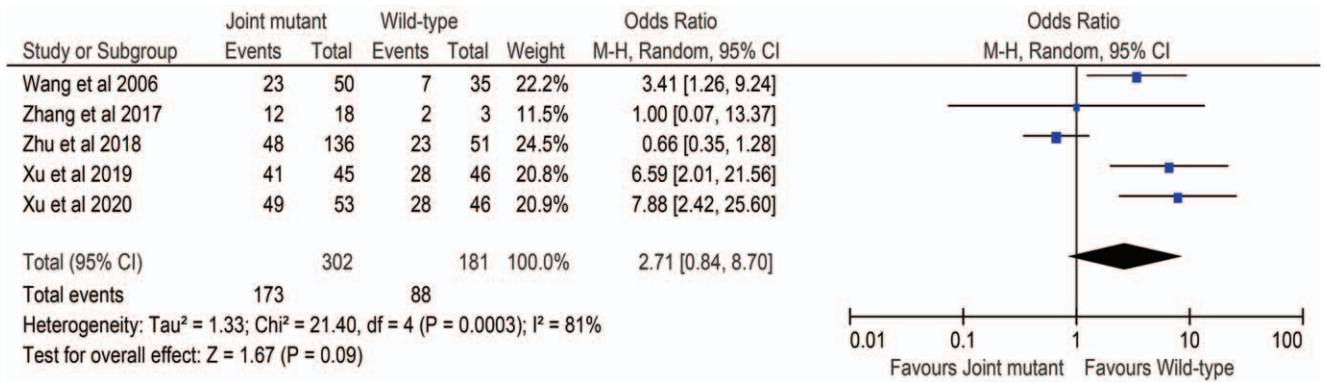 Joint mutant Wild-type Odds Ratio Odds Ratio
Study or Subgroup Events Total Events Total Weight M-H, Random, 95% CI M-H, Random, 95% CI
Wang et al 2006 23 50 7 35 22.2% 3.41 [1.26, 9.24]
Zhang et al 2017 12 18 2 3 11.5% 1.00 [0.07, 13.37]
Zhu et al 2018 48 136 23 51 24.5% 0.66 [0.35, 1.28]
Xu et al 2019 41 45 28 46 20.8% 6.59 [2.01, 21.56]
Xu et al 2020 49 53 28 46 20.9% 7.88 [2.42, 25.60]
Total (95% CI) 302 181 100.0% 2.71 [0.84, 8.70]
Total events 173 88
Heterogeneity: Tau² = 1.33; Chi² = 21.40, df = 4 (P = 0.0003); I² = 81%
Test for overall effect: Z = 1.67 (P = 0.09)
0.01 0.1 1 10 100
Favours Joint mutant Favours Wild-type